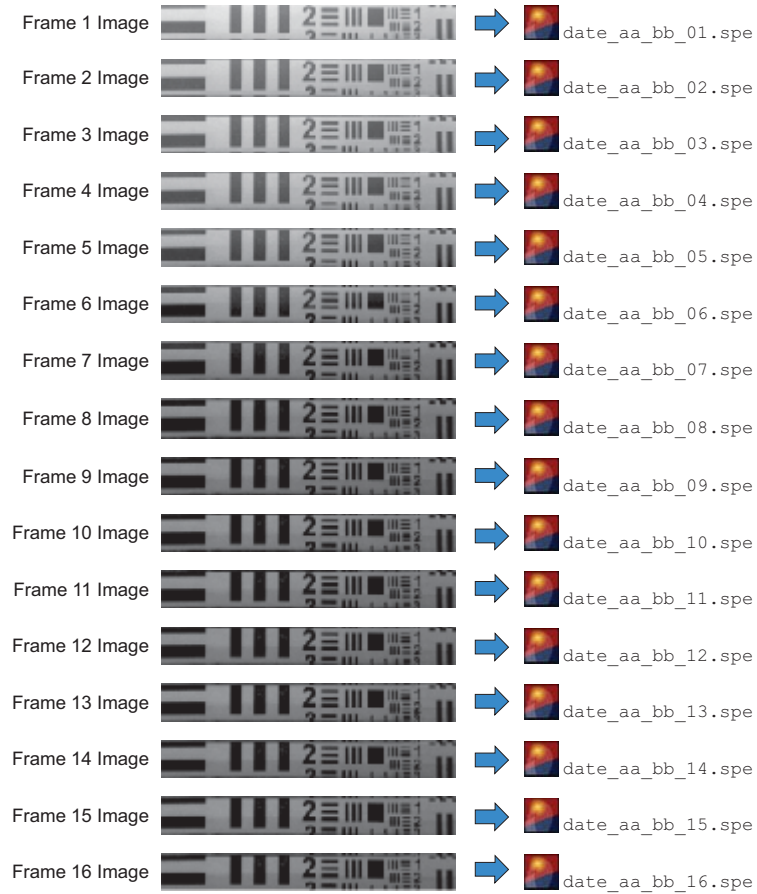 Frame 1 Image date_aa_bb_01.spe
Frame 2 Image date_aa_bb_02.spe
Frame 3 Image date_aa_bb_03.spe
Frame 4 Image date_aa_bb_04.spe
Frame 5 Image date_aa_bb_05.spe
Frame 6 Image date_aa_bb_06.spe
Frame 7 Image date_aa_bb_07.spe
Frame 8 Image date_aa_bb_08.spe
Frame 9 Image date_aa_bb_09.spe
Frame 10 Image date_aa_bb_10.spe
Frame 11 Image date_aa_bb_11.spe
Frame 12 Image date_aa_bb_12.spe
Frame 13 Image date_aa_bb_13.spe
Frame 14 Image date_aa_bb_14.spe
Frame 15 Image date_aa_bb_15.spe
Frame 16 Image date_aa_bb_16.spe